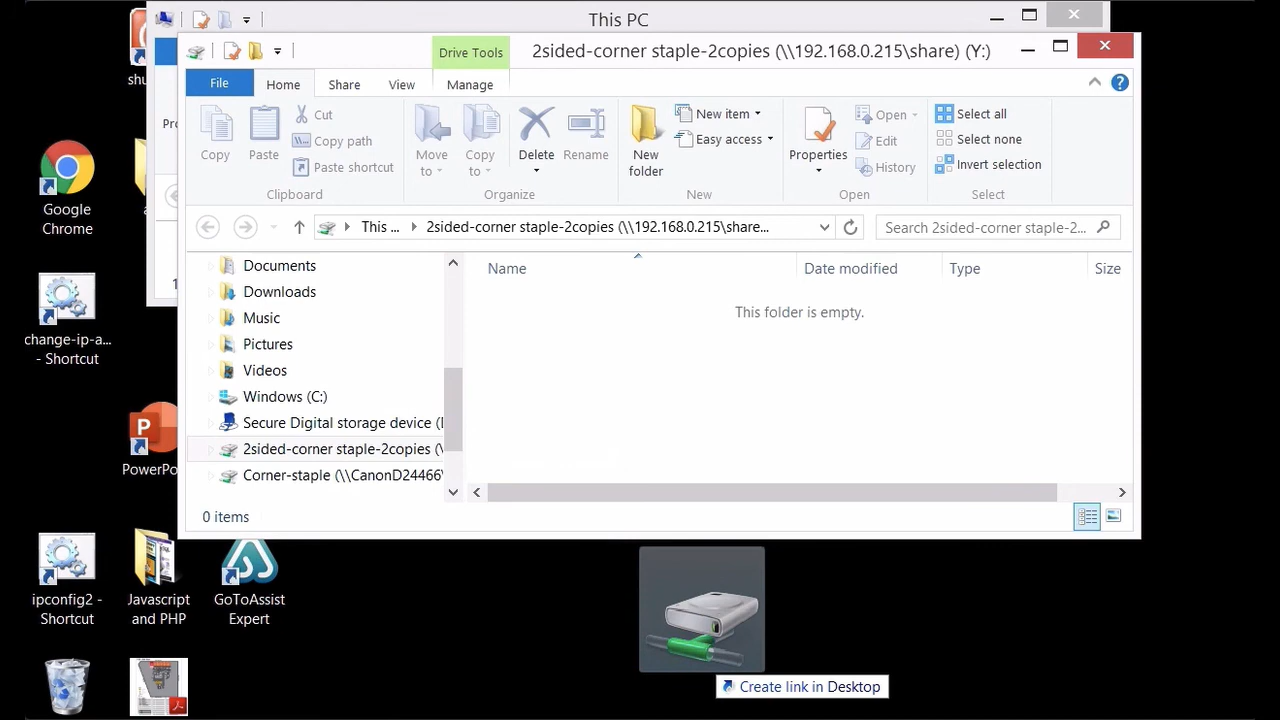 This PC
2sided-corner staple-2copies (\\192.168.0.215\share) (Y:)
Drive Tools
File
Home
Share
View
Manage
Copy
Paste
Cut
Copy path
Paste shortcut
Clipboard
Move to
Copy to
Delete
Rename
Organize
New folder
New item
Easy access
New
Properties
Open
Edit
History
Open
Select all
Select none
Invert selection
Select
This ...
2sided-corner staple-2copies (\\192.168.0.215\share...
Search 2sided-corner staple-2...
Documents
Downloads
Music
Pictures
Videos
Windows (C:)
Secure Digital storage device (
2sided-corner staple-2copies (\
Corner-staple (\\CanonD24466\
Name
Date modified
Type
Size
This folder is empty.
0 items
Google
Chrome
change-ip-a...
- Shortcut
PowerPo
ipconfig2 -
Shortcut
Javascript
and PHP
GoToAssist
Expert
Create link in Desktop